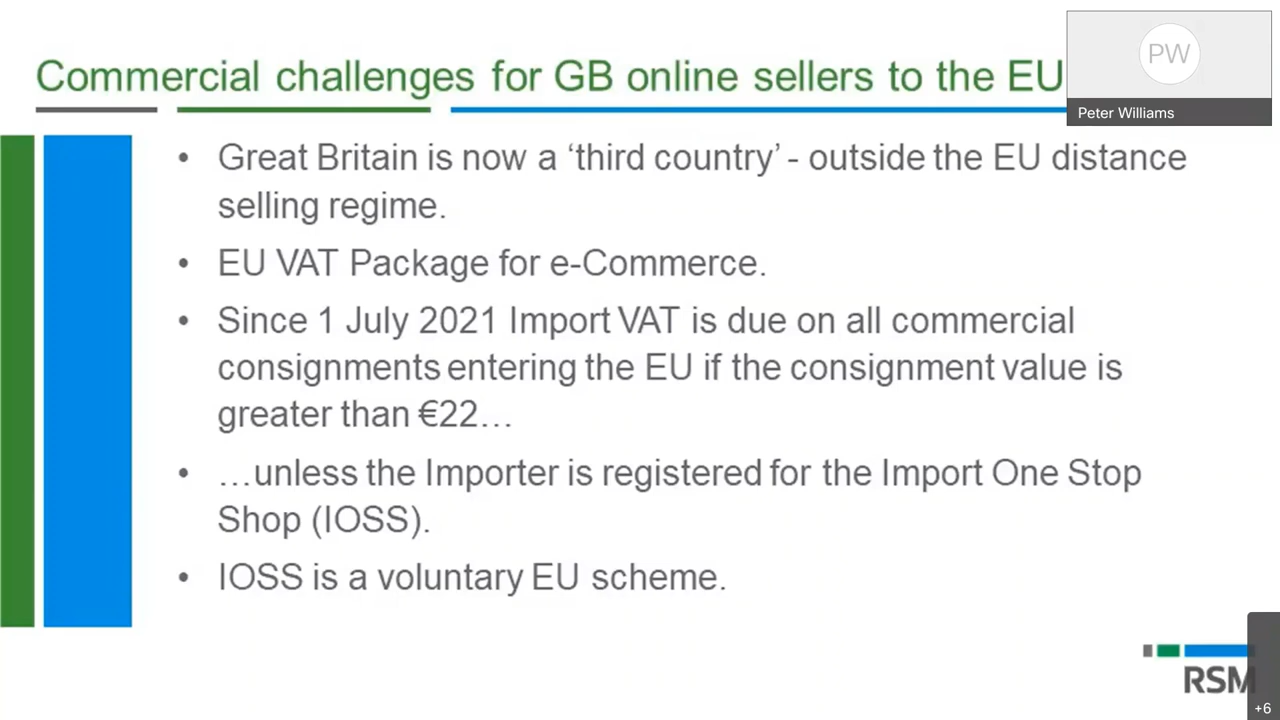 Commercial challenges for GB online sellers to the EU
PW
Peter Williams
• Great Britain is now a ‘third country’ - outside the EU distance
selling regime.
• EU VAT Package for e-Commerce.
• Since 1 July 2021 Import VAT is due on all commercial
consignments entering the EU if the consignment value is
greater than €22…
• …unless the Importer is registered for the Import One Stop
Shop (IOSS).
• IOSS is a voluntary EU scheme.
RSM
+6